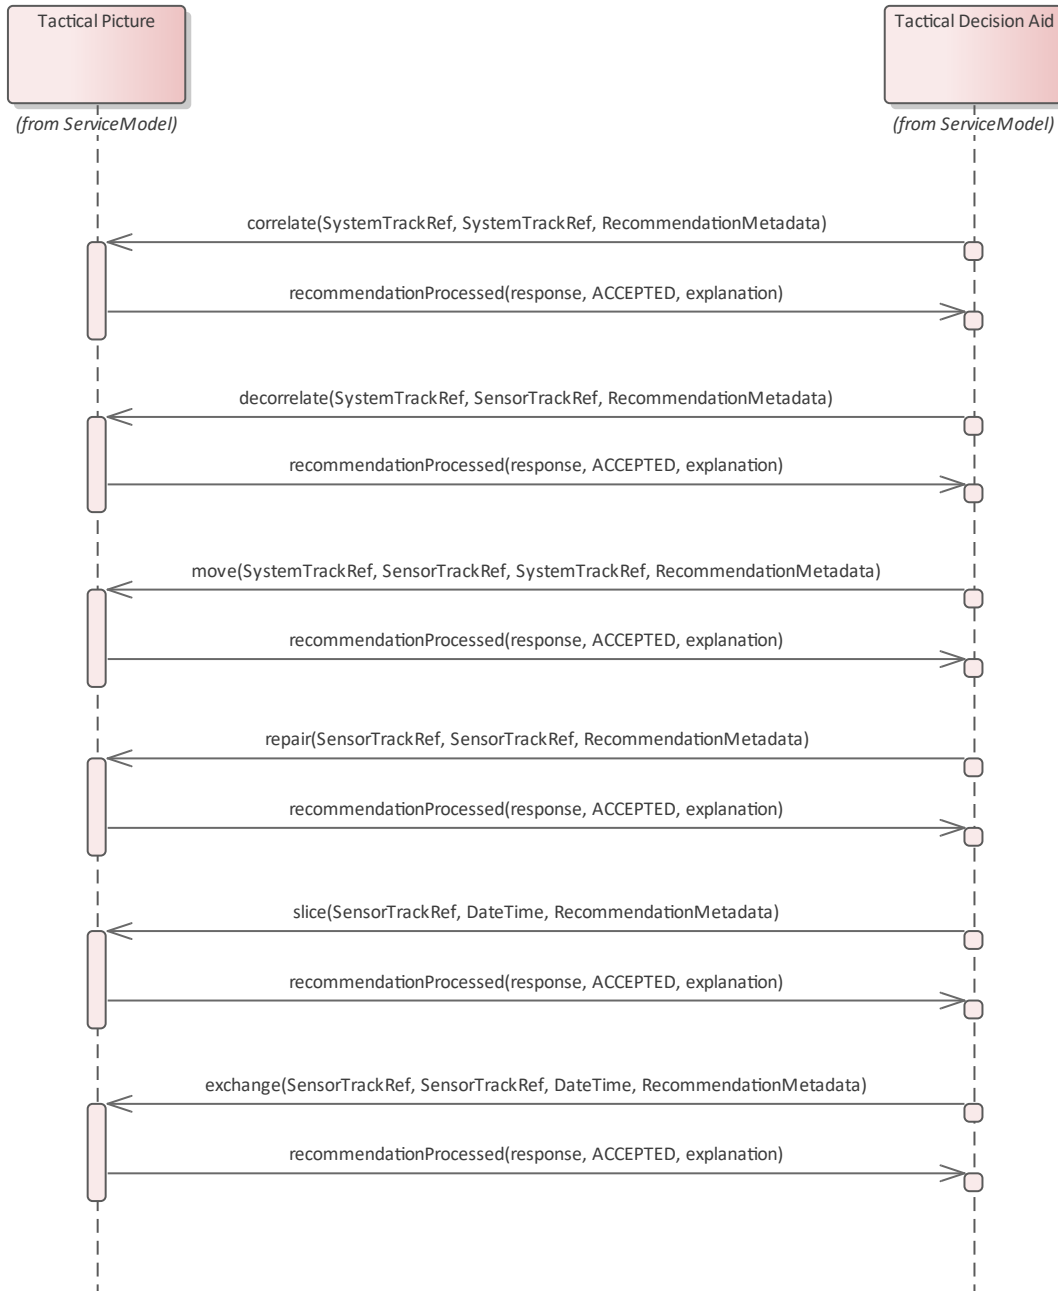 Tactical Picture
Tactical Decision Aid
(from ServiceModel)
(from ServiceModel)
correlate(SystemTrackRef, SystemTrackRef, RecommendationMetadata)
recommendationProcessed(response, ACCEPTED, explanation)
decorrelate(SystemTrackRef, SensorTrackRef, RecommendationMetadata)
recommendationProcessed(response, ACCEPTED, explanation)
move(SystemTrackRef, SensorTrackRef, SystemTrackRef, RecommendationMetadata)
recommendationProcessed(response, ACCEPTED, explanation)
repair(SensorTrackRef, SensorTrackRef, RecommendationMetadata)
recommendationProcessed(response, ACCEPTED, explanation)
slice(SensorTrackRef, DateTime, RecommendationMetadata)
recommendationProcessed(response, ACCEPTED, explanation)
exchange(SensorTrackRef, SensorTrackRef, DateTime, RecommendationMetadata)
recommendationProcessed(response, ACCEPTED, explanation)